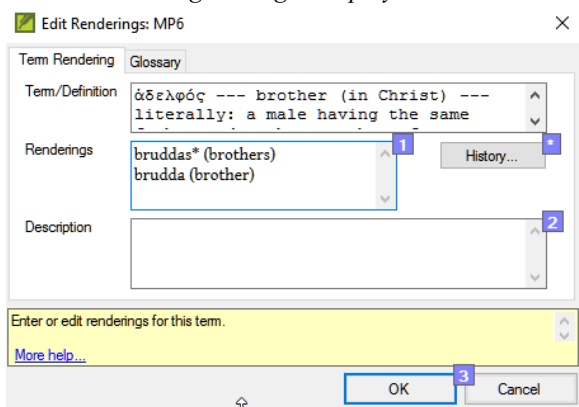 Edit Renderings: MP6
Term Rendering Glossary
Term/Definition
ἀδελφός --- brother (in Christ) ---
literally: a male having the same
Renderings
bruddas* (brothers)
brudda (brother)
1
History...
*
Description
2
Enter or edit renderings for this term.
More help...
OK
3
Cancel